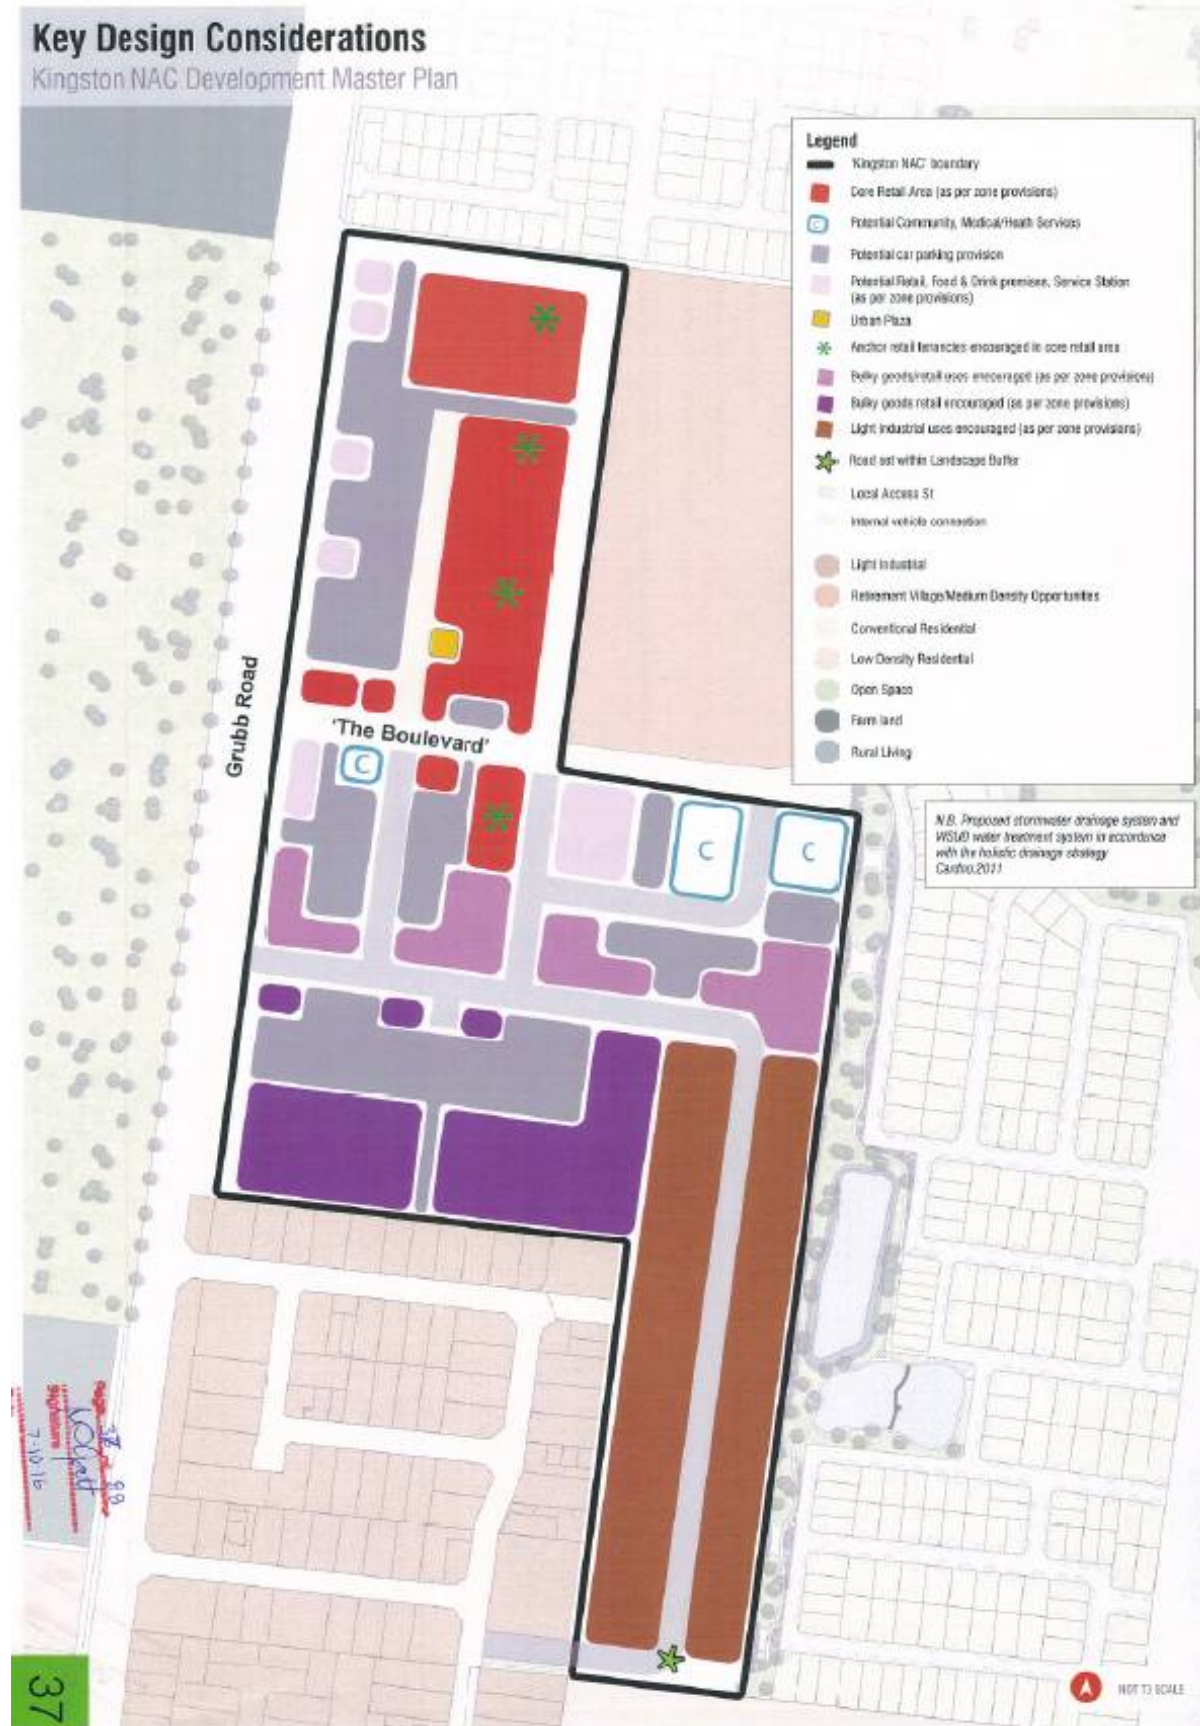 Key Design Considerations
Kingston NAC Development Master Plan
Legend
'Kingston NAC' boundary
Core Retail Area (as per zone provisions)
C
Potential Community, Medical/Heath Services
Potential car parking provision
Potential Retail, Food & Drink premises, Service Station
(as per zone provisions)
Urban Plaza
Anchor retail tenancies encouraged in core retail area
Bulky goods/retail uses encouraged (as per zone provisions)
Bulky goods retail encouraged (as per zone provisions)
Light Industrial uses encouraged (as per zone provisions)
Road set within Landscape Buffer
Local Access St
Internal vehicle connection
Light Industrial
Retirement Village/Medium Density Opportunities
Conventional Residential
Low Density Residential
Open Space
Farm land
Rural Living
N.B. Proposed stormwater drainage system and
WSUD water treatment system in accordance
with the holistic drainage strategy
Cardno,2011
Grubb Road
'The Boulevard'
C
C
C
Signature
7-10-16
37
NOT TO SCALE